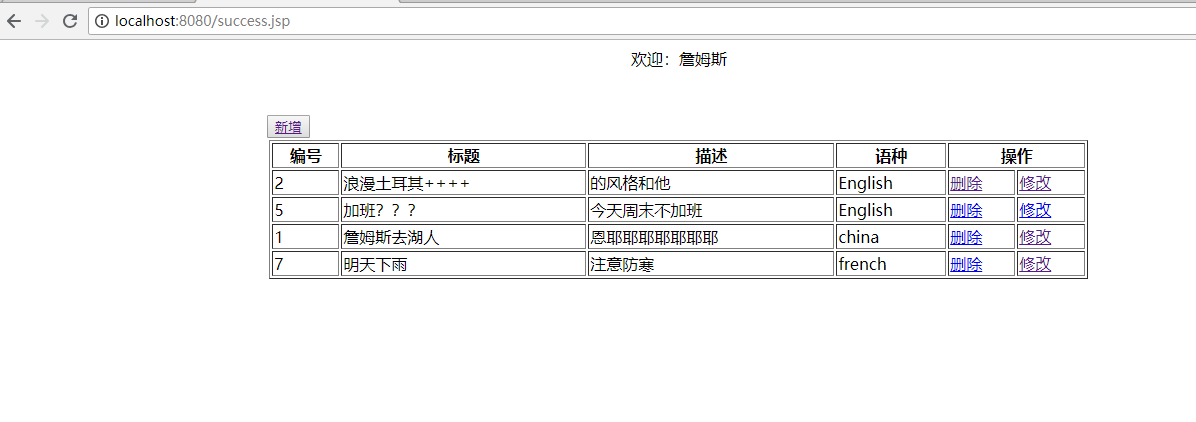 localhost:8080/success.jsp
欢迎：詹姆斯
新增
编号 标题 描述 语种 操作
2 浪漫土耳其++++ 的风格和他 English 删除 修改
5 加班？？？ 今天周末不加班 English 删除 修改
1 詹姆斯去湖人 恩耶耶耶耶耶耶耶 china 删除 修改
7 明天下雨 注意防寒 french 删除 修改